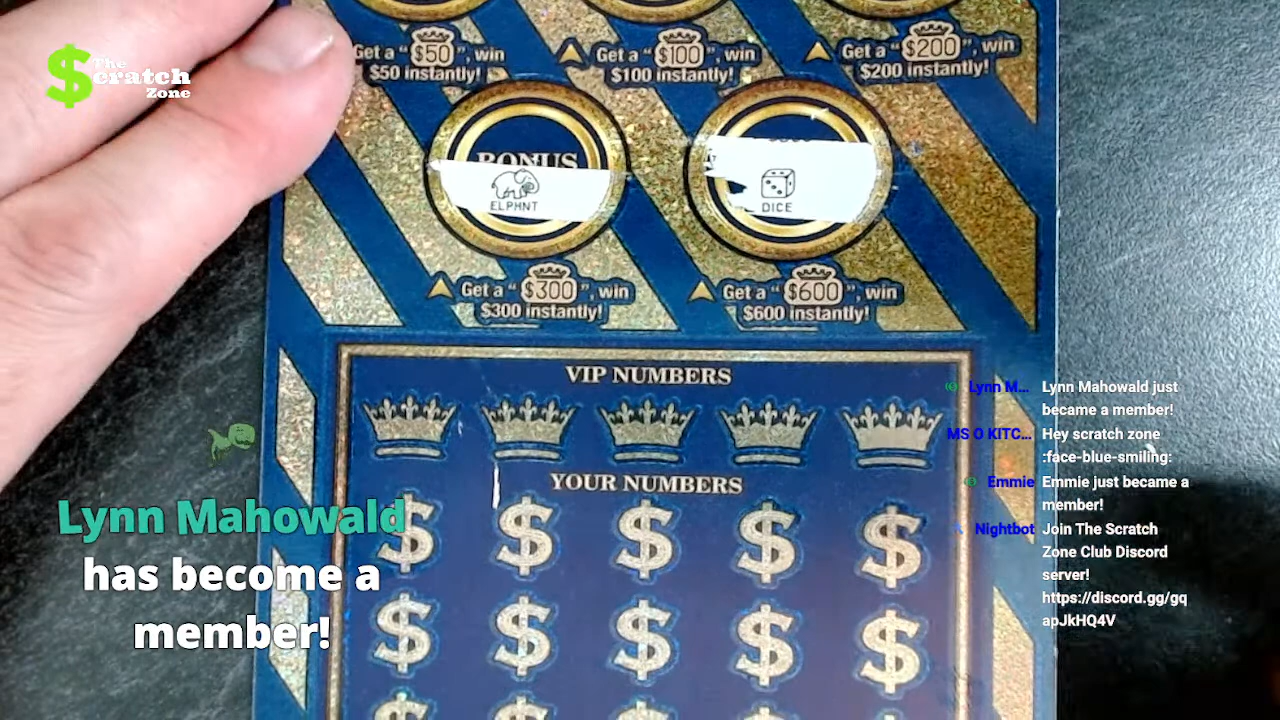 The
$cratch
Zone
Get a "$50", win
$50 instantly!
Get a "$100", win
$100 instantly!
Get a "$200", win
$200 instantly!
BONUS
ELPHNT
DICE
Get a "$300", win
$300 instantly!
Get a "$600", win
$600 instantly!
VIP NUMBERS
YOUR NUMBERS
$ $ $ $ $
$ $ $ $ $
$ $ $ $ $
Lynn Mahowald
has become a
member!
Lynn M... Lynn Mahowald just
became a member!
MS O KITC... Hey scratch zone
:face-blue-smiling:
Emmie Emmie just became a
member!
Nightbot Join The Scratch
Zone Club Discord
server!
https://discord.gg/gq
apJkHQ4V